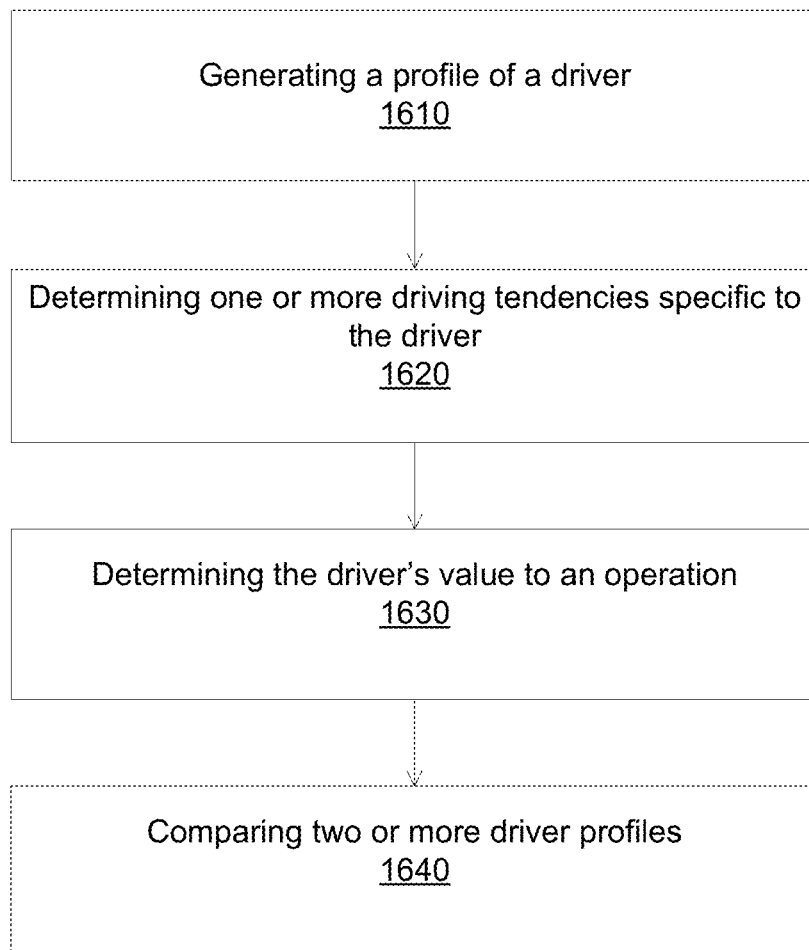 Generating a profile of a driver
1610
Determining one or more driving tendencies specific to
the driver
1620
Determining the driver’s value to an operation
1630
Comparing two or more driver profiles
1640